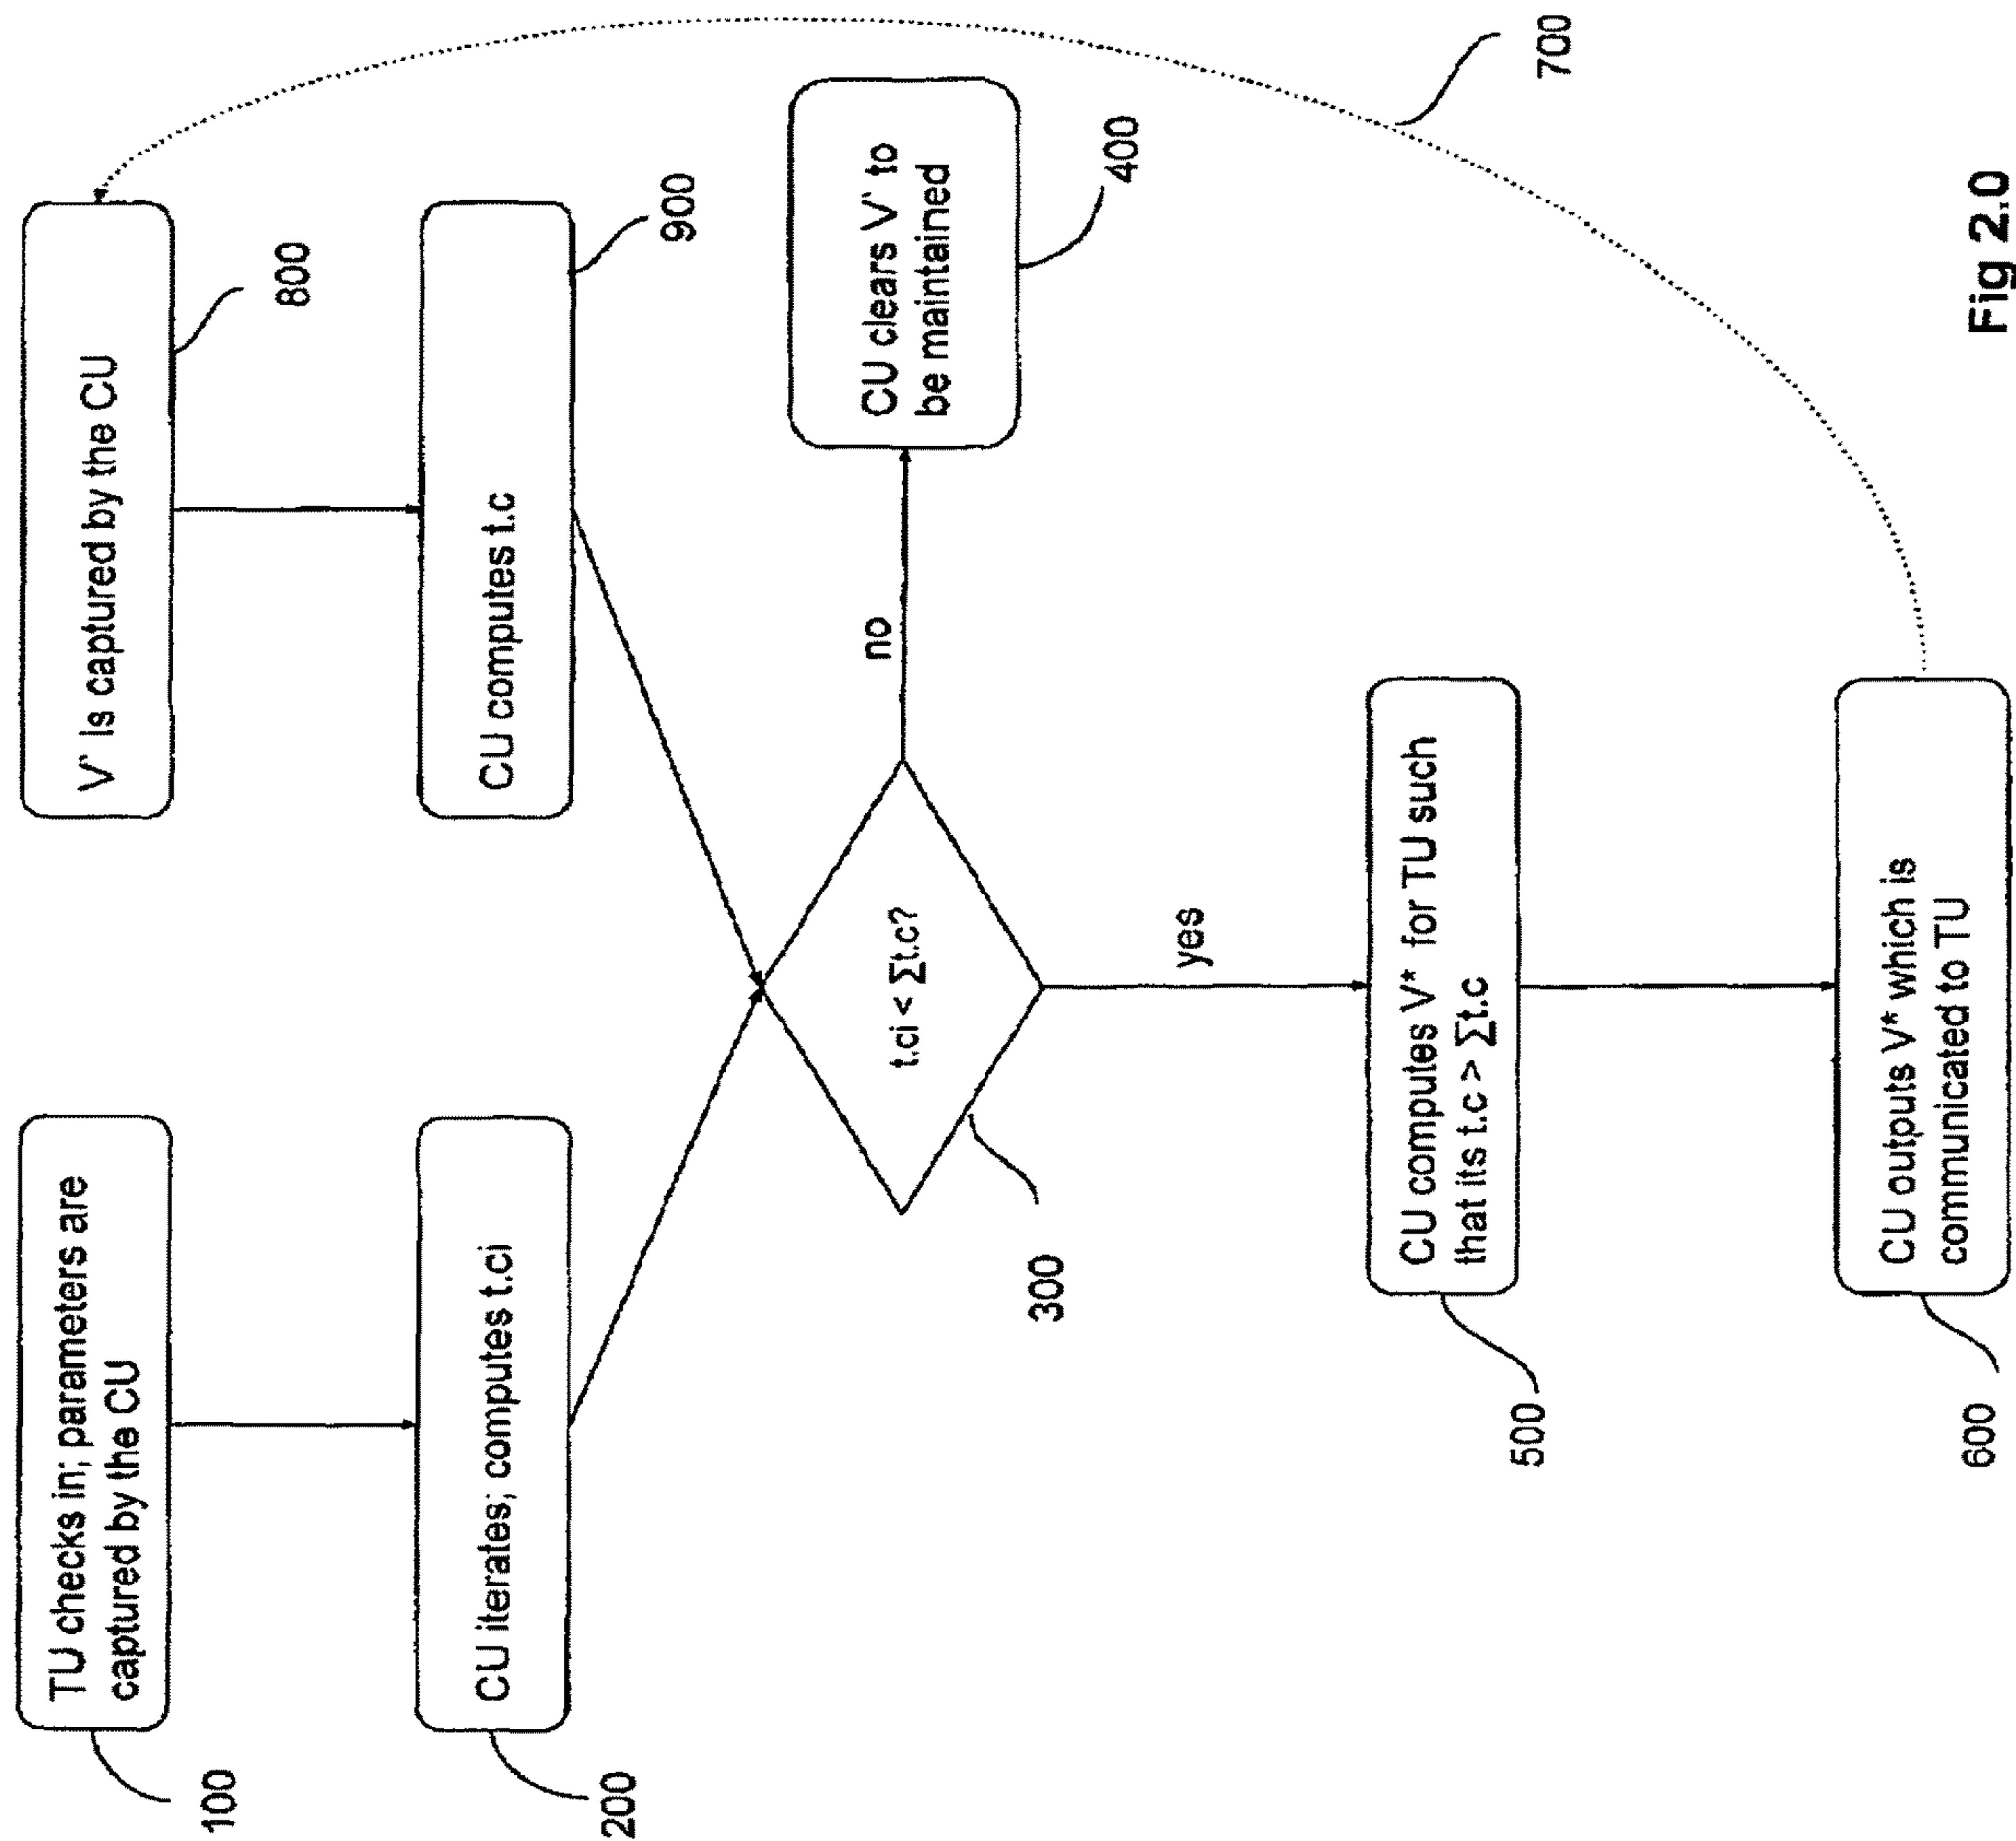 TU checks in; parameters are
captured by the CU
100
V' is captured by the CU
800
CU iterates; computes t.ci
200
CU computes t.c
900
t.ci < Σt.c?
300
no
CU clears V' to
be maintained
400
yes
CU computes V* for TU such
that its t.c > Σt.c
500
CU outputs V* which is
communicated to TU
600
700
Fig 2.0